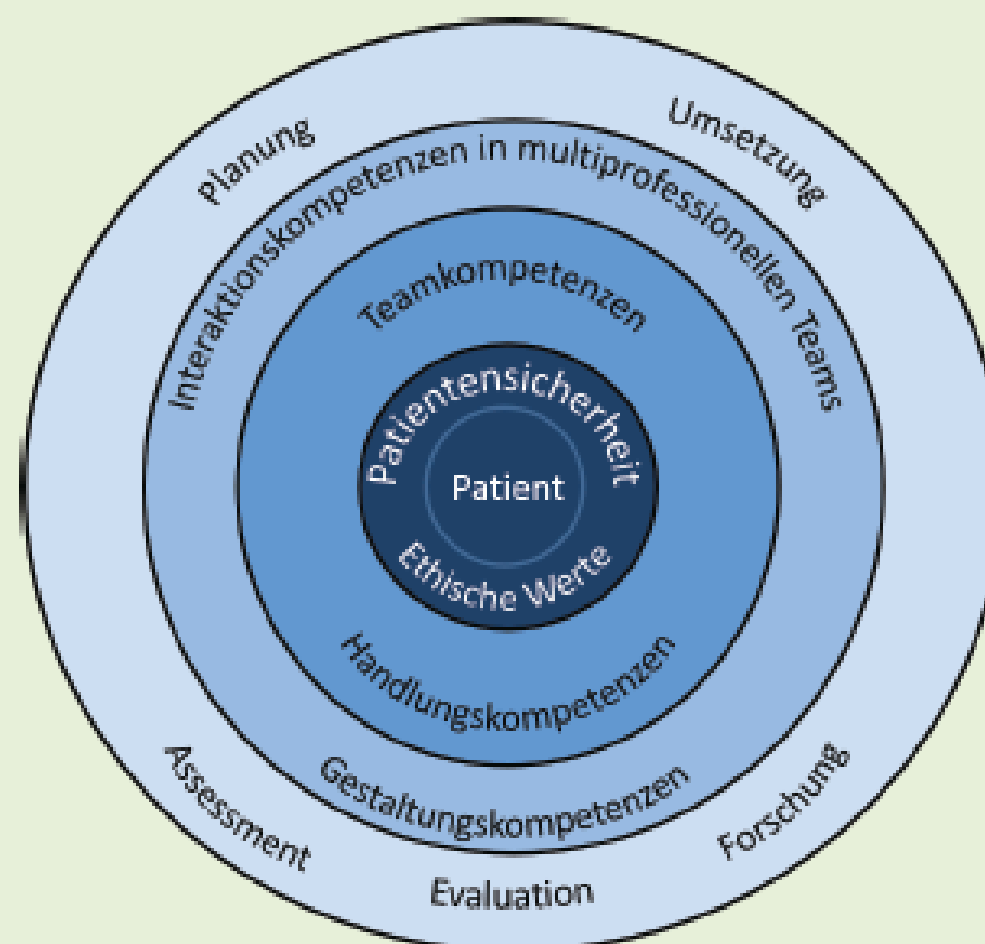 Planung
Umsetzung
Interaktionskompetenzen in multiprofessionellen Teams
Teamkompetenzen
Patientensicherheit
Patient
Ethische Werte
Handlungskompetenzen
Gestaltungskompetenzen
Assessment
Evaluation
Forschung